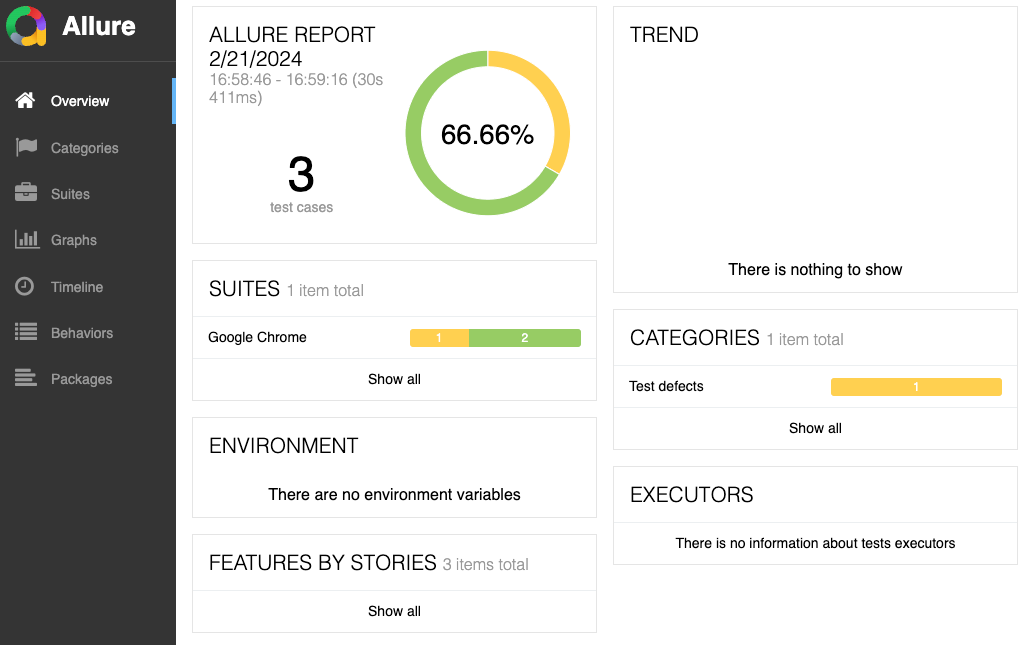 Allure
Overview
Categories
Suites
Graphs
Timeline
Behaviors
Packages
ALLURE REPORT
2/21/2024
16:58:46 - 16:59:16 (30s
411ms)
3
test cases
66.66%
SUITES 1 item total
Google Chrome 1 2
Show all
ENVIRONMENT
There are no environment variables
FEATURES BY STORIES 3 items total
Show all
TREND
There is nothing to show
CATEGORIES 1 item total
Test defects 1
Show all
EXECUTORS
There is no information about tests executors